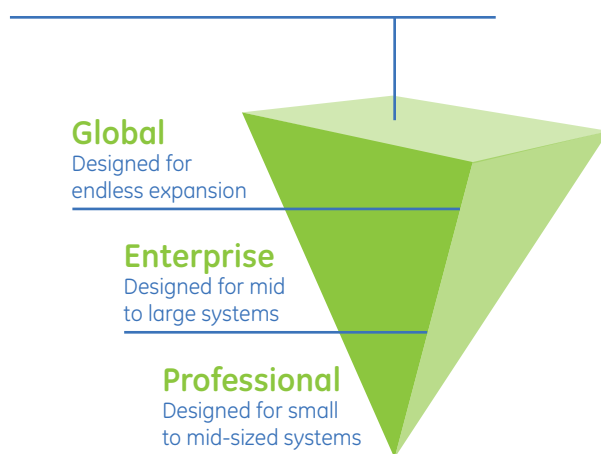 Global
Designed for
endless expansion
Enterprise
Designed for mid
to large systems
Professional
Designed for small
to mid-sized systems